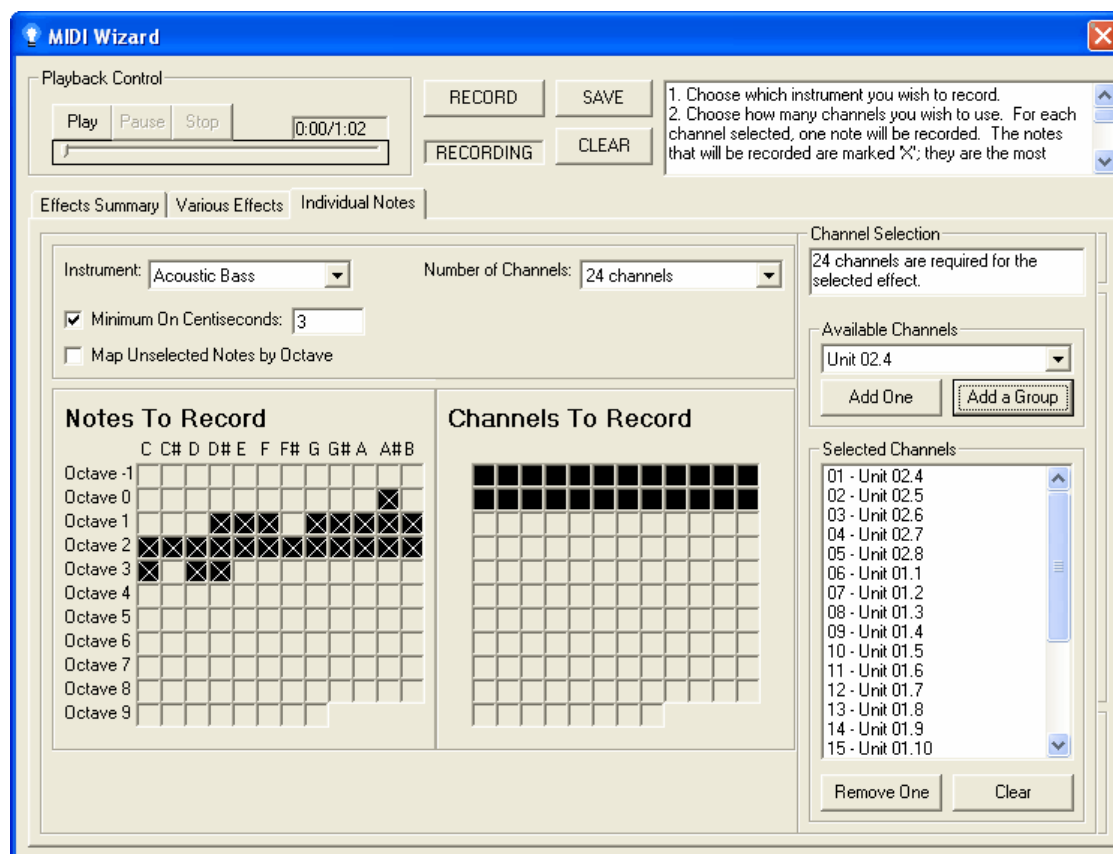 MIDI Wizard
Playback Control
Play Pause Stop
0:00/1:02
RECORD
SAVE
RECORDING
CLEAR
1. Choose which instrument you wish to record.
2. Choose how many channels you wish to use. For each
channel selected, one note will be recorded. The notes
that will be recorded are marked 'X'; they are the most
Effects Summary Various Effects Individual Notes
Instrument: Acoustic Bass
Number of Channels: 24 channels
Minimum On Centiseconds: 3
Map Unselected Notes by Octave
Notes To Record
C C# D D# E F F# G G# A A# B
Octave -1
Octave 0
Octave 1
Octave 2
Octave 3
Octave 4
Octave 5
Octave 6
Octave 7
Octave 8
Octave 9
Channels To Record
Channel Selection
24 channels are required for the
selected effect.
Available Channels
Unit 02.4
Add One Add a Group
Selected Channels
01 - Unit 02.4
02 - Unit 02.5
03 - Unit 02.6
04 - Unit 02.7
05 - Unit 02.8
06 - Unit 01.1
07 - Unit 01.2
08 - Unit 01.3
09 - Unit 01.4
10 - Unit 01.5
11 - Unit 01.6
12 - Unit 01.7
13 - Unit 01.8
14 - Unit 01.9
15 - Unit 01.10
Remove One Clear